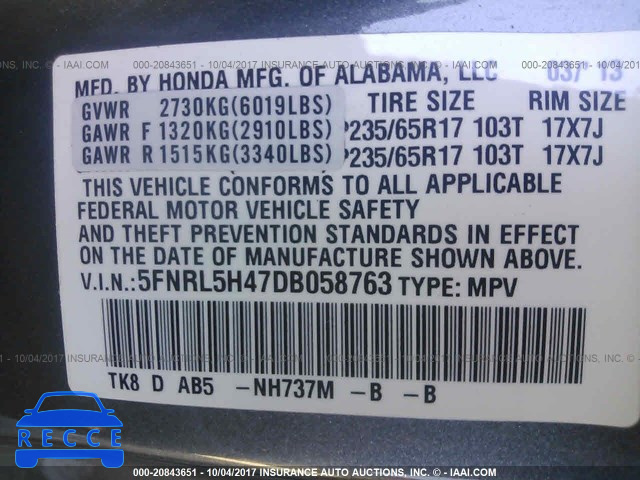 000-20843651 - 10/04/2017 INSURANCE AUTO AUCTIONS, INC. - © IAAI.COM
MFD. BY HONDA MFG. OF ALABAMA, LLC 03/ 13
GVWR 2730KG(6019LBS) TIRE SIZE RIM SIZE
GAWR F 1320KG(2910LBS) P235/65R17 103T 17X7J
GAWR R 1515KG(3340LBS) P235/65R17 103T 17X7J
THIS VEHICLE CONFORMS TO ALL APPLICABLE
FEDERAL MOTOR VEHICLE SAFETY
AND THEFT PREVENTION STANDARDS IN EFFECT
ON THE DATE OF MANUFACTURE SHOWN ABOVE.
V.I.N.:5FNRL5H47DB058763 TYPE: MPV
TK8 D AB5 -NH737M -B -B
RECCE
000-20843651 - 10/04/2017 INSURANCE AUTO AUCTIONS, INC. - © IAAI.COM